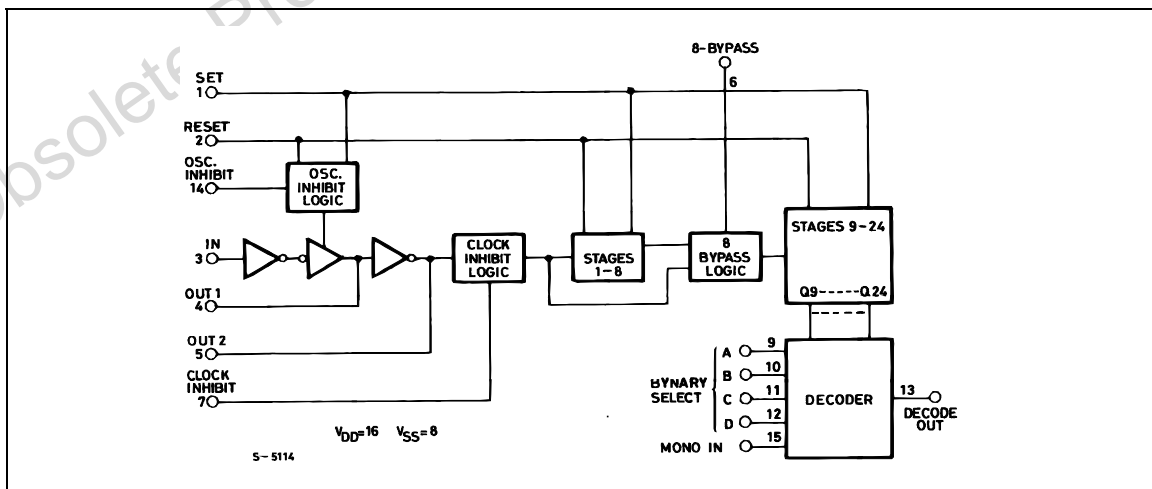 Obsolete Pro
8-BYPASS
6
SET
1
RESET
2
OSC.
INHIBIT
14
OSC.
INHIBIT
LOGIC
STAGES 9-24
Q9-----Q24
IN
3
CLOCK
INHIBIT
LOGIC
STAGES
1-8
8
BYPASS
LOGIC
OUT 1
4
OUT 2
5
CLOCK
INHIBIT
7
BYNARY
SELECT
A
9
B
10
C
11
D
12
MONO IN
15
DECODER
13
DECODE
OUT
VDD=16 VSS=8
S-5114